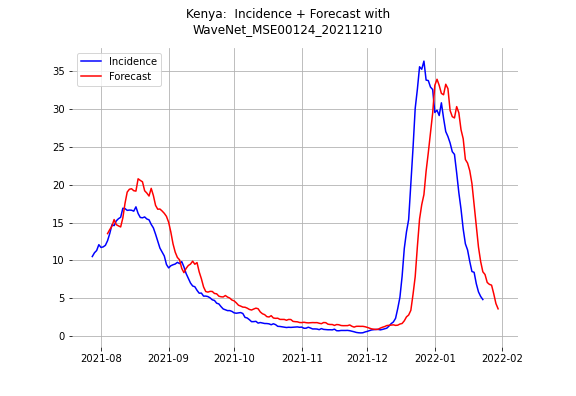 Kenya:  Incidence + Forecast with
WaveNet_MSE00124_20211210
Incidence
Forecast
35
30
25
20
15
10
5
0
2021-08 2021-09 2021-10 2021-11 2021-12 2022-01 2022-02